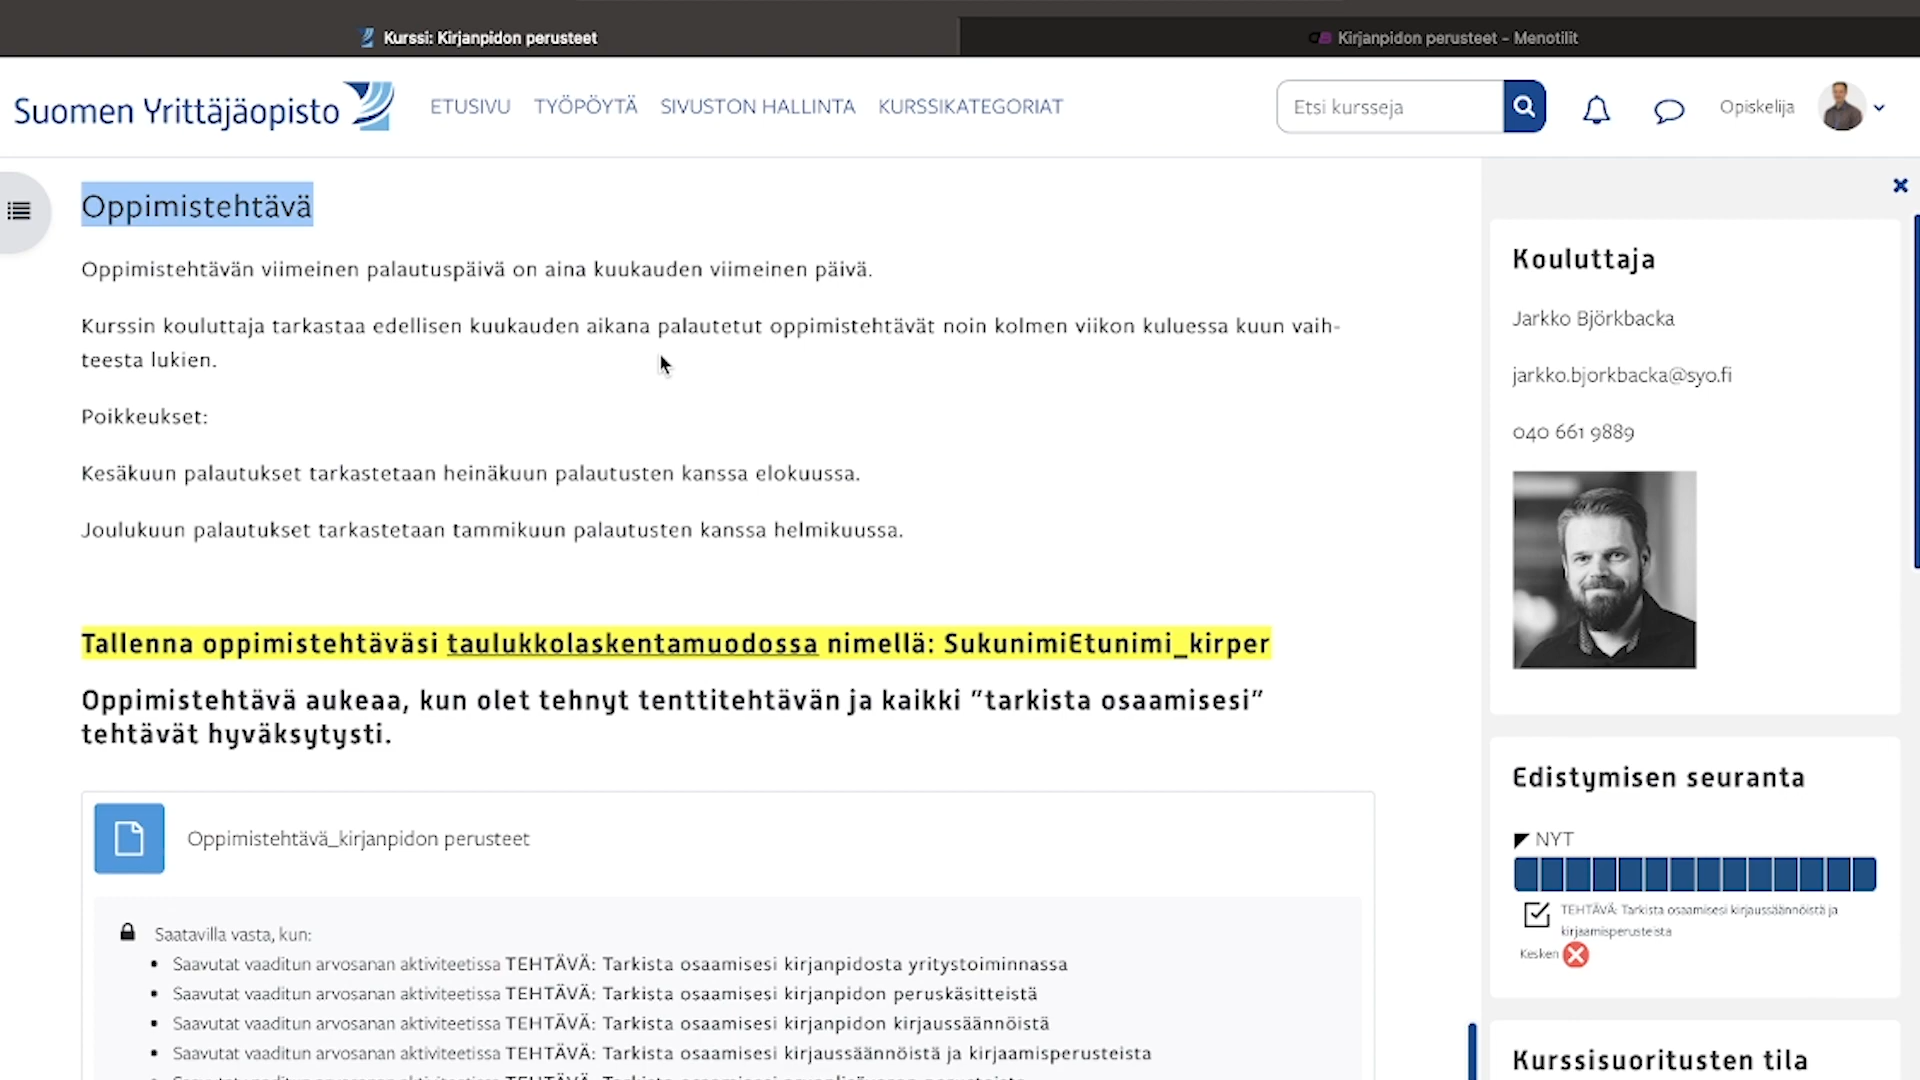 Kurssi: Kirjanpidon perusteet
Kirjanpidon perusteet - Menotilit
Suomen Yrittäjäopisto
ETUSIVU
TYÖPÖYTÄ
SIVUSTON HALLINTA
KURSSIKATEGORIAT
Etsi kursseja
Opiskelija
Oppimistehtävä
Oppimistehtävän viimeinen palautuspäivä on aina kuukauden viimeinen päivä.
Kurssin kouluttaja tarkastaa edellisen kuukauden aikana palautetut oppimistehtävät noin kolmen viikon kuluessa kuun vaih-
teesta lukien.
Poikkeukset:
Kesäkuun palautukset tarkastetaan heinäkuun palautusten kanssa elokuussa.
Joulukuun palautukset tarkastetaan tammikuun palautusten kanssa helmikuussa.
Tallenna oppimistehtäväsi taulukkolaskentamuodossa nimellä: SukunimiEtunimi_kirper
Oppimistehtävä aukeaa, kun olet tehnyt tenttitehtävän ja kaikki ”tarkista osaamisesi”
tehtävät hyväksytysti.
Oppimistehtävä_kirjanpidon perusteet
Saatavilla vasta, kun:
• Saavutat vaaditun arvosanan aktiviteetissa TEHTÄVÄ: Tarkista osaamisesi kirjanpidosta yritystoiminnassa
• Saavutat vaaditun arvosanan aktiviteetissa TEHTÄVÄ: Tarkista osaamisesi kirjanpidon peruskäsitteistä
• Saavutat vaaditun arvosanan aktiviteetissa TEHTÄVÄ: Tarkista osaamisesi kirjanpidon kirjaussäännöistä
• Saavutat vaaditun arvosanan aktiviteetissa TEHTÄVÄ: Tarkista osaamisesi kirjaussäännöistä ja kirjaamisperusteista
Kouluttaja
Jarkko Björkbacka
jarkko.bjorkbacka@syo.fi
040 661 9889
Edistymisen seuranta
NYT
TEHTÄVÄ: Tarkista osaamisesi kirjaussäännöistä ja
kirjaamisperusteista
Kesken
Kurssisuoritusten tila